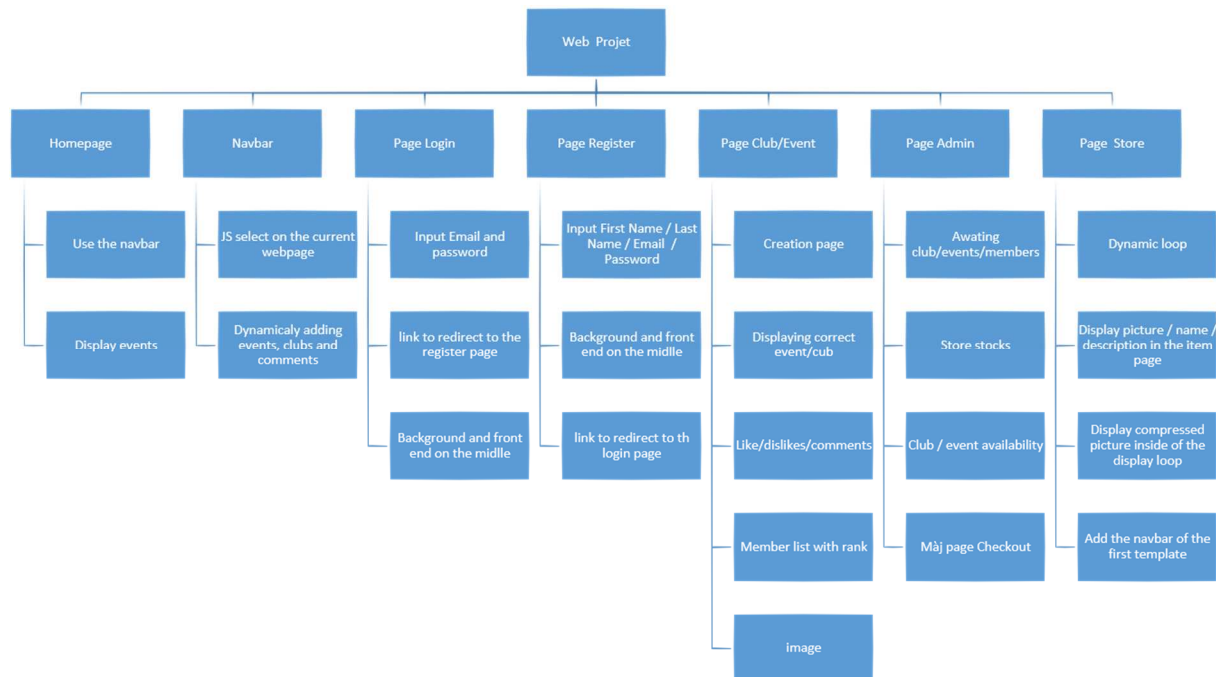 Web Projet
Homepage
Navbar
Page Login
Page Register
Page Club/Event
Page Admin
Page Store
Use the navbar
JS select on the current
webpage
Input Email and
password
Input First Name / Last
Name / Email /
Password
Creation page
Awating
club/events/members
Dynamic loop
Display events
Dynamicaly adding
events, clubs and
comments
link to redirect to the
register page
Background and front
end on the midlle
Displaying correct
event/cub
Store stocks
Display picture / name /
description in the item
page
Background and front
end on the midlle
link to redirect to th
login page
Like/dislikes/comments
Club / event availability
Display compressed
picture inside of the
display loop
Member list with rank
Màj page Checkout
Add the navbar of the
first template
image